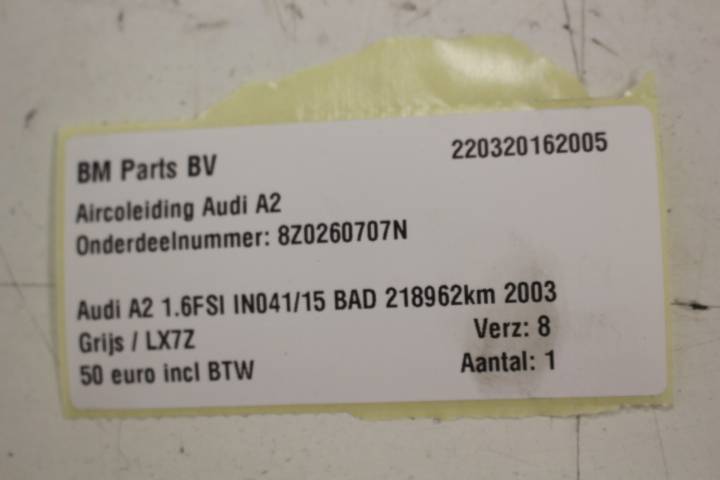 BM Parts BV 220320162005
Aircoleiding Audi A2
Onderdeelnummer: 8Z0260707N
Audi A2 1.6FSI IN041/15 BAD 218962km 2003
Grijs / LX7Z Verz: 8
50 euro incl BTW Aantal: 1